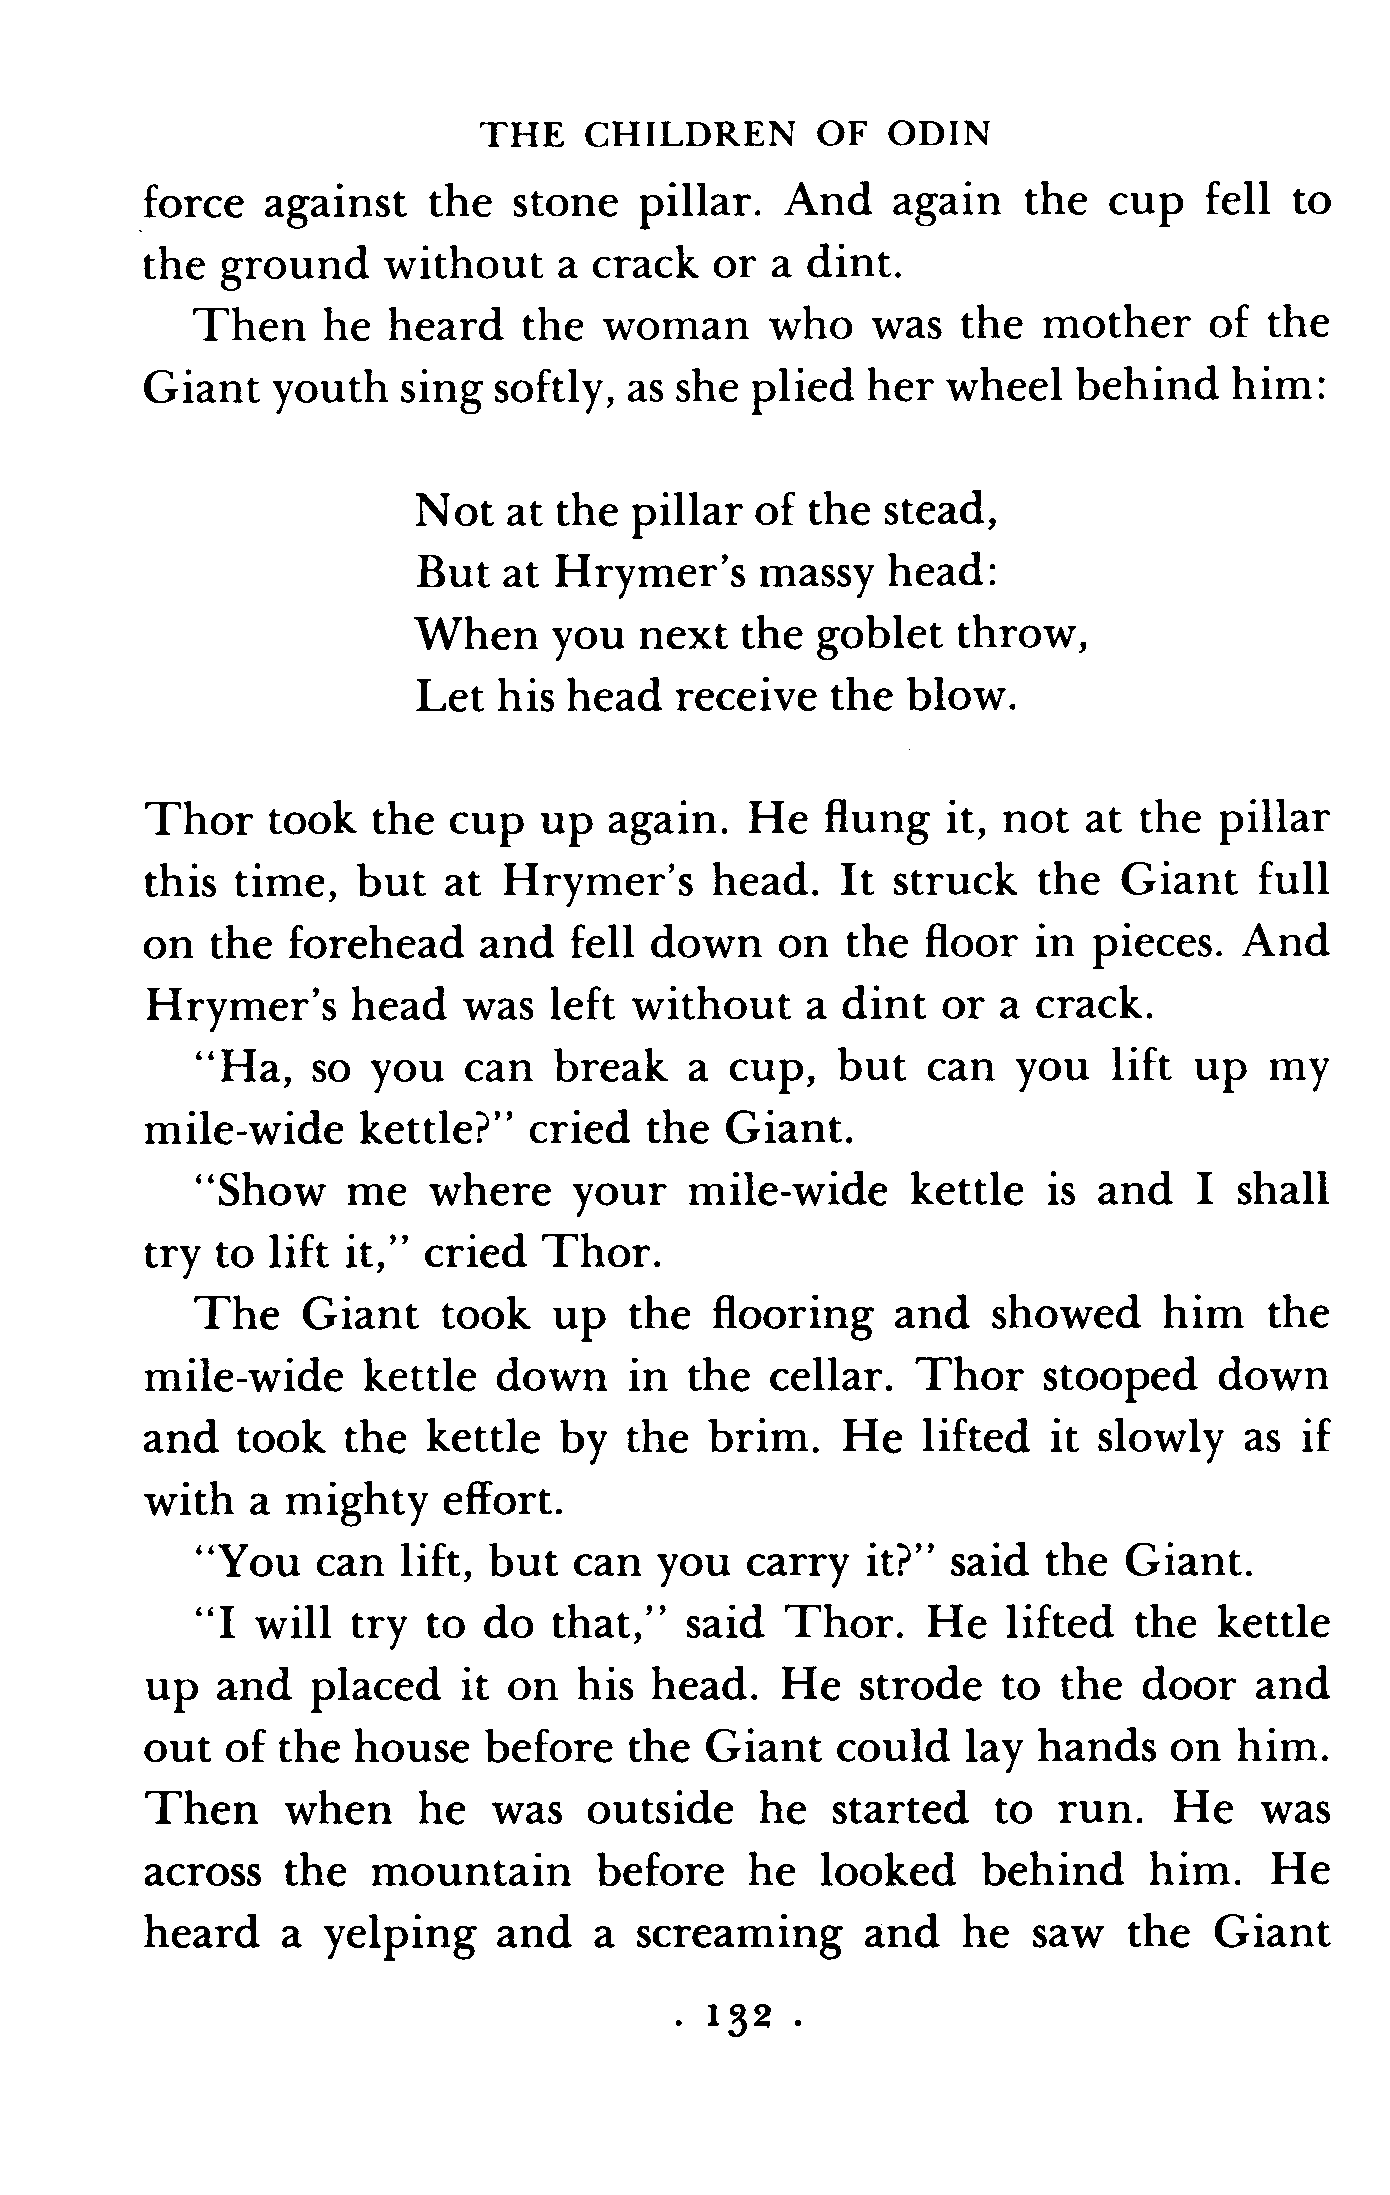 THE CHILDREN OF ODIN
force against the stone pillar. And again the cup fell to
the ground without a crack or a dint.
Then he heard the woman who was the mother of the
Giant youth sing softly, as she plied her wheel behind him:
Not at the pillar of the stead,
But at Hrymer's massy head:
When you next the goblet throw,
Let his head receive the blow.
Thor took the cup up again. He flung it, not at the pillar
this time, but at Hrymer's head. It struck the Giant full
on the forehead and fell down on the floor in pieces. And
Hrymer's head was left without a dint or a crack.
"Ha, so you can break a cup, but can you lift up my
mile-wide kettle?" cried the Giant.
"Show me where your mile-wide kettle is and I shall
try to lift it," cried Thor.
The Giant took up the flooring and showed him the
mile-wide kettle down in the cellar. Thor stooped down
and took the kettle by the brim. He lifted it slowly as if
with a mighty effort.
"You can lift, but can you carry it?" said the Giant.
"I will try to do that," said Thor. He lifted the kettle
up and placed it on his head. He strode to the door and
out of the house before the Giant could lay hands on him.
Then when he was outside he started to run. He was
across the mountain before he looked behind him. He
heard a yelping and a screaming and he saw the Giant
. 132 .